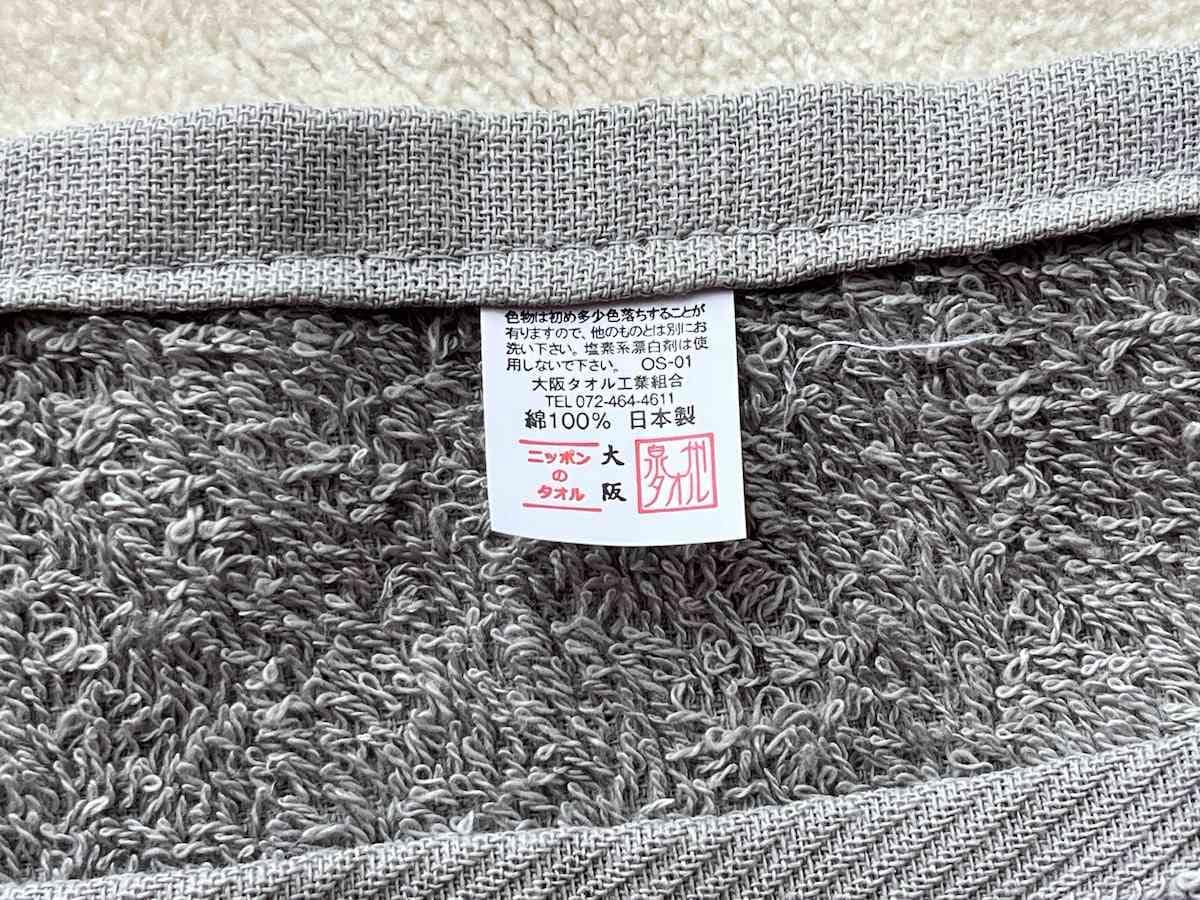 色物は初め多少色落ちすることが
有りますので、他のものとは別にお
洗い下さい。塩素系漂白剤は使
用しないで下さい。 OS-01
大阪タオル工業組合
TEL 072-464-4611
綿100% 日本製
ニッポン
の
タオル
大
阪
泉州
タオル